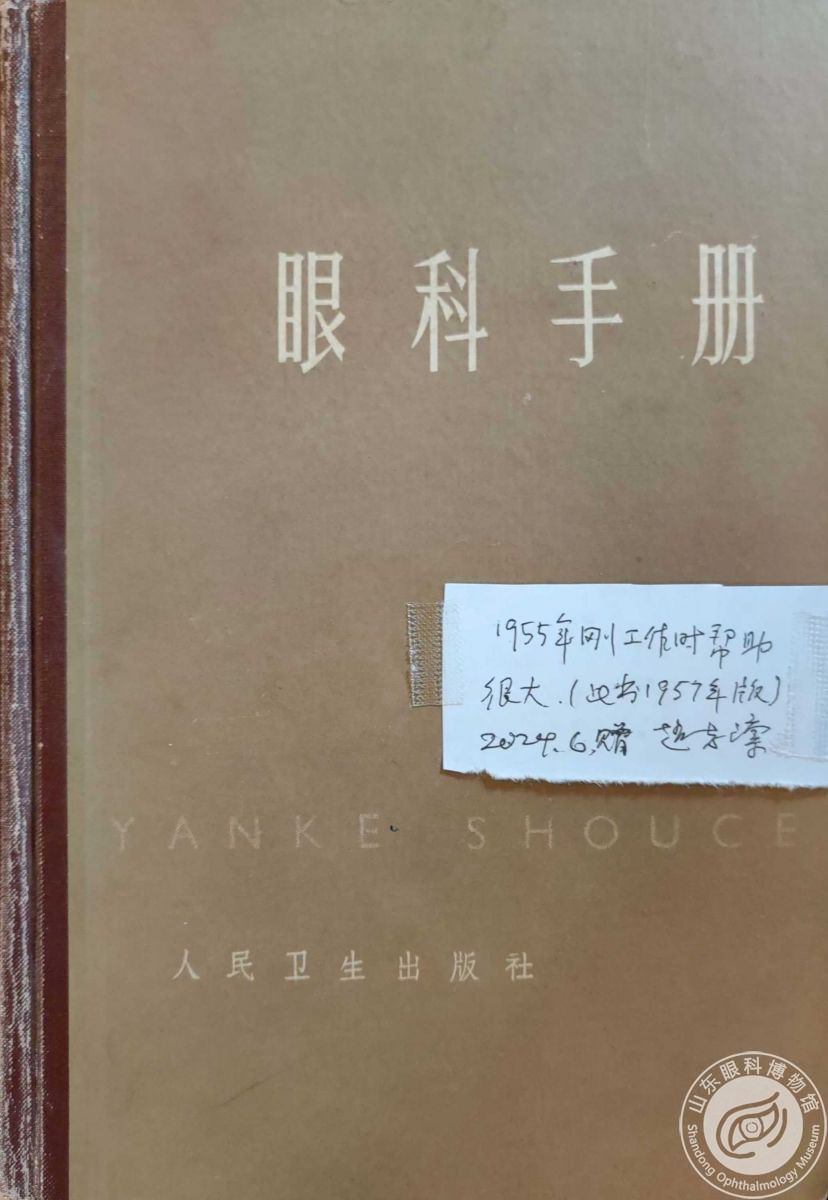 眼科手册
1955年刚工作时帮助
很大.(此书1957年版)
2024.6.赠
YANKE SHOUCE
人民卫生出版社
山东眼科博物馆
Shandong Ophthalmology Museum